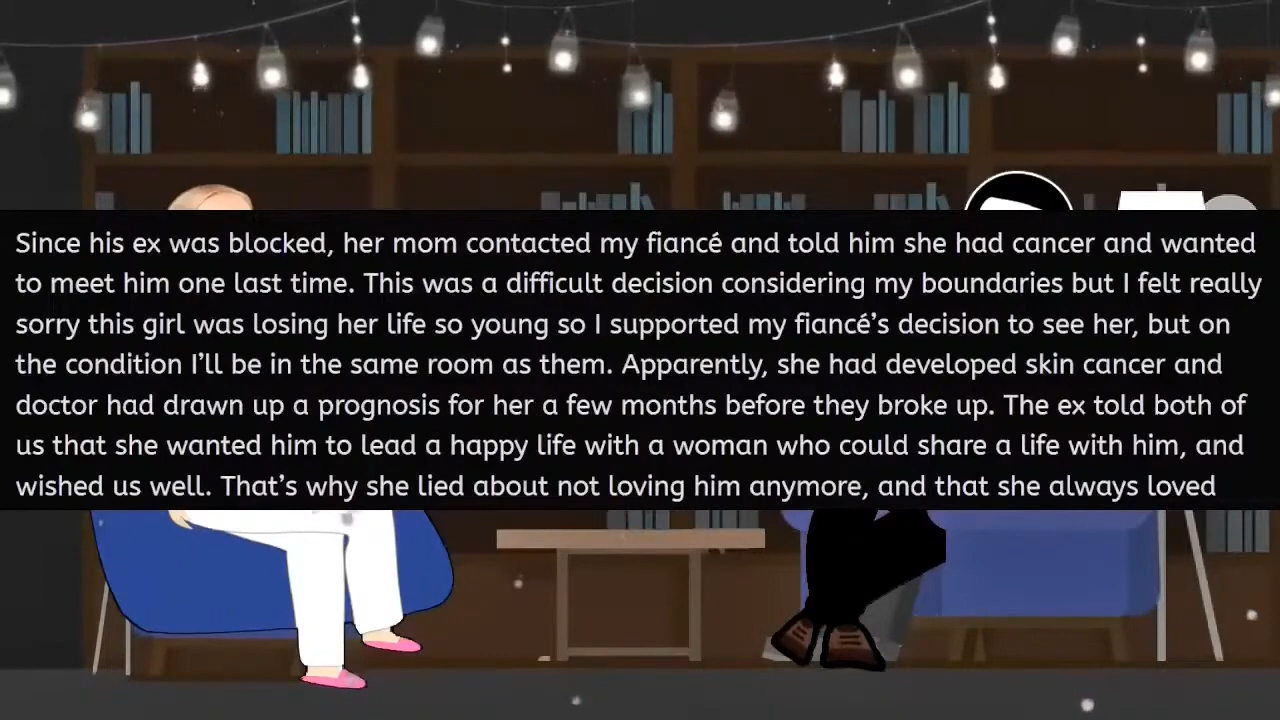 Since his ex was blocked, her mom contacted my fiancé and told him she had cancer and wanted
to meet him one last time. This was a difficult decision considering my boundaries but I felt really
sorry this girl was losing her life so young so I supported my fiancé’s decision to see her, but on
the condition I’ll be in the same room as them. Apparently, she had developed skin cancer and
doctor had drawn up a prognosis for her a few months before they broke up. The ex told both of
us that she wanted him to lead a happy life with a woman who could share a life with him, and
wished us well. That’s why she lied about not loving him anymore, and that she always loved